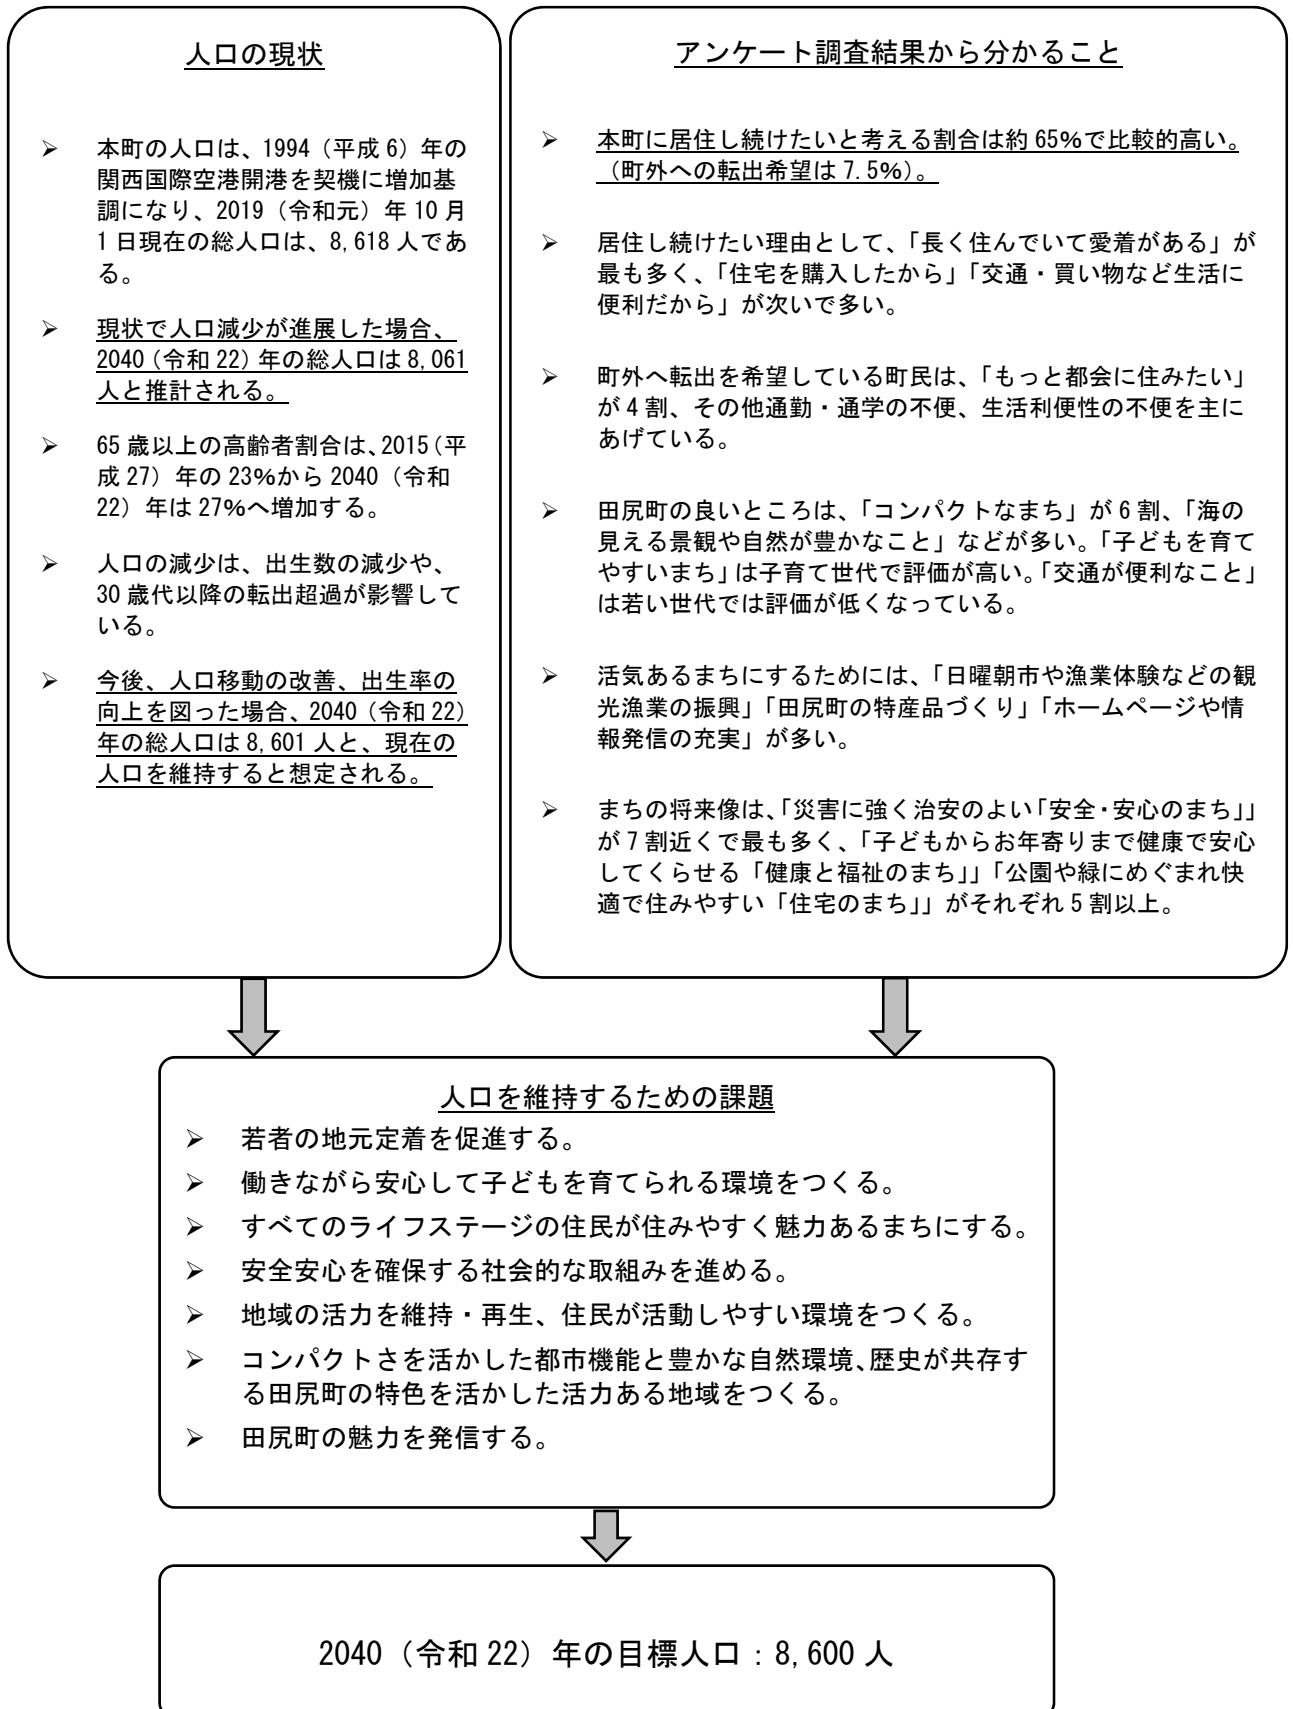 人口の現状
➢ 本町の人口は、1994（平成 6）年の
関西国際空港開港を契機に増加基
調になり、2019（令和元）年 10 月
1 日現在の総人口は、8,618 人であ
る。
➢ 現状で人口減少が進展した場合、
2040（令和 22）年の総人口は 8,061
人と推計される。
➢ 65 歳以上の高齢者割合は、2015（平
成 27）年の 23％から 2040（令和
22）年は 27％へ増加する。
➢ 人口の減少は、出生数の減少や、
30 歳代以降の転出超過が影響して
いる。
➢ 今後、人口移動の改善、出生率の
向上を図った場合、2040（令和 22）
年の総人口は 8,601 人と、現在の
人口を維持すると想定される。
アンケート調査結果から分かること
➢ 本町に居住し続けたいと考える割合は約 65％で比較的高い。
（町外への転出希望は 7.5％）。
➢ 居住し続けたい理由として、「長く住んでいて愛着がある」が
最も多く、「住宅を購入したから」「交通・買い物など生活に
便利だから」が次いで多い。
➢ 町外へ転出を希望している町民は、「もっと都会に住みたい」
が 4 割、その他通勤・通学の不便、生活利便性の不便を主に
あげている。
➢ 田尻町の良いところは、「コンパクトなまち」が 6 割、「海の
見える景観や自然が豊かなこと」などが多い。「子どもを育て
やすいまち」は子育て世代で評価が高い。「交通が便利なこと」
は若い世代では評価が低くなっている。
➢ 活気あるまちにするためには、「日曜朝市や漁業体験などの観
光漁業の振興」「田尻町の特産品づくり」「ホームページや情
報発信の充実」が多い。
➢ まちの将来像は、「災害に強く治安のよい「安全・安心のまち」」
が 7 割近くで最も多く、「子どもからお年寄りまで健康で安心
してくらせる「健康と福祉のまち」」「公園や緑にめぐまれ快
適で住みやすい「住宅のまち」」がそれぞれ 5 割以上。
人口を維持するための課題
➢ 若者の地元定着を促進する。
➢ 働きながら安心して子どもを育てられる環境をつくる。
➢ すべてのライフステージの住民が住みやすく魅力あるまちにする。
➢ 安全安心を確保する社会的な取組みを進める。
➢ 地域の活力を維持・再生、住民が活動しやすい環境をつくる。
➢ コンパクトさを活かした都市機能と豊かな自然環境、歴史が共存す
る田尻町の特色を活かした活力ある地域をつくる。
➢ 田尻町の魅力を発信する。
2040（令和 22）年の目標人口：8,600 人